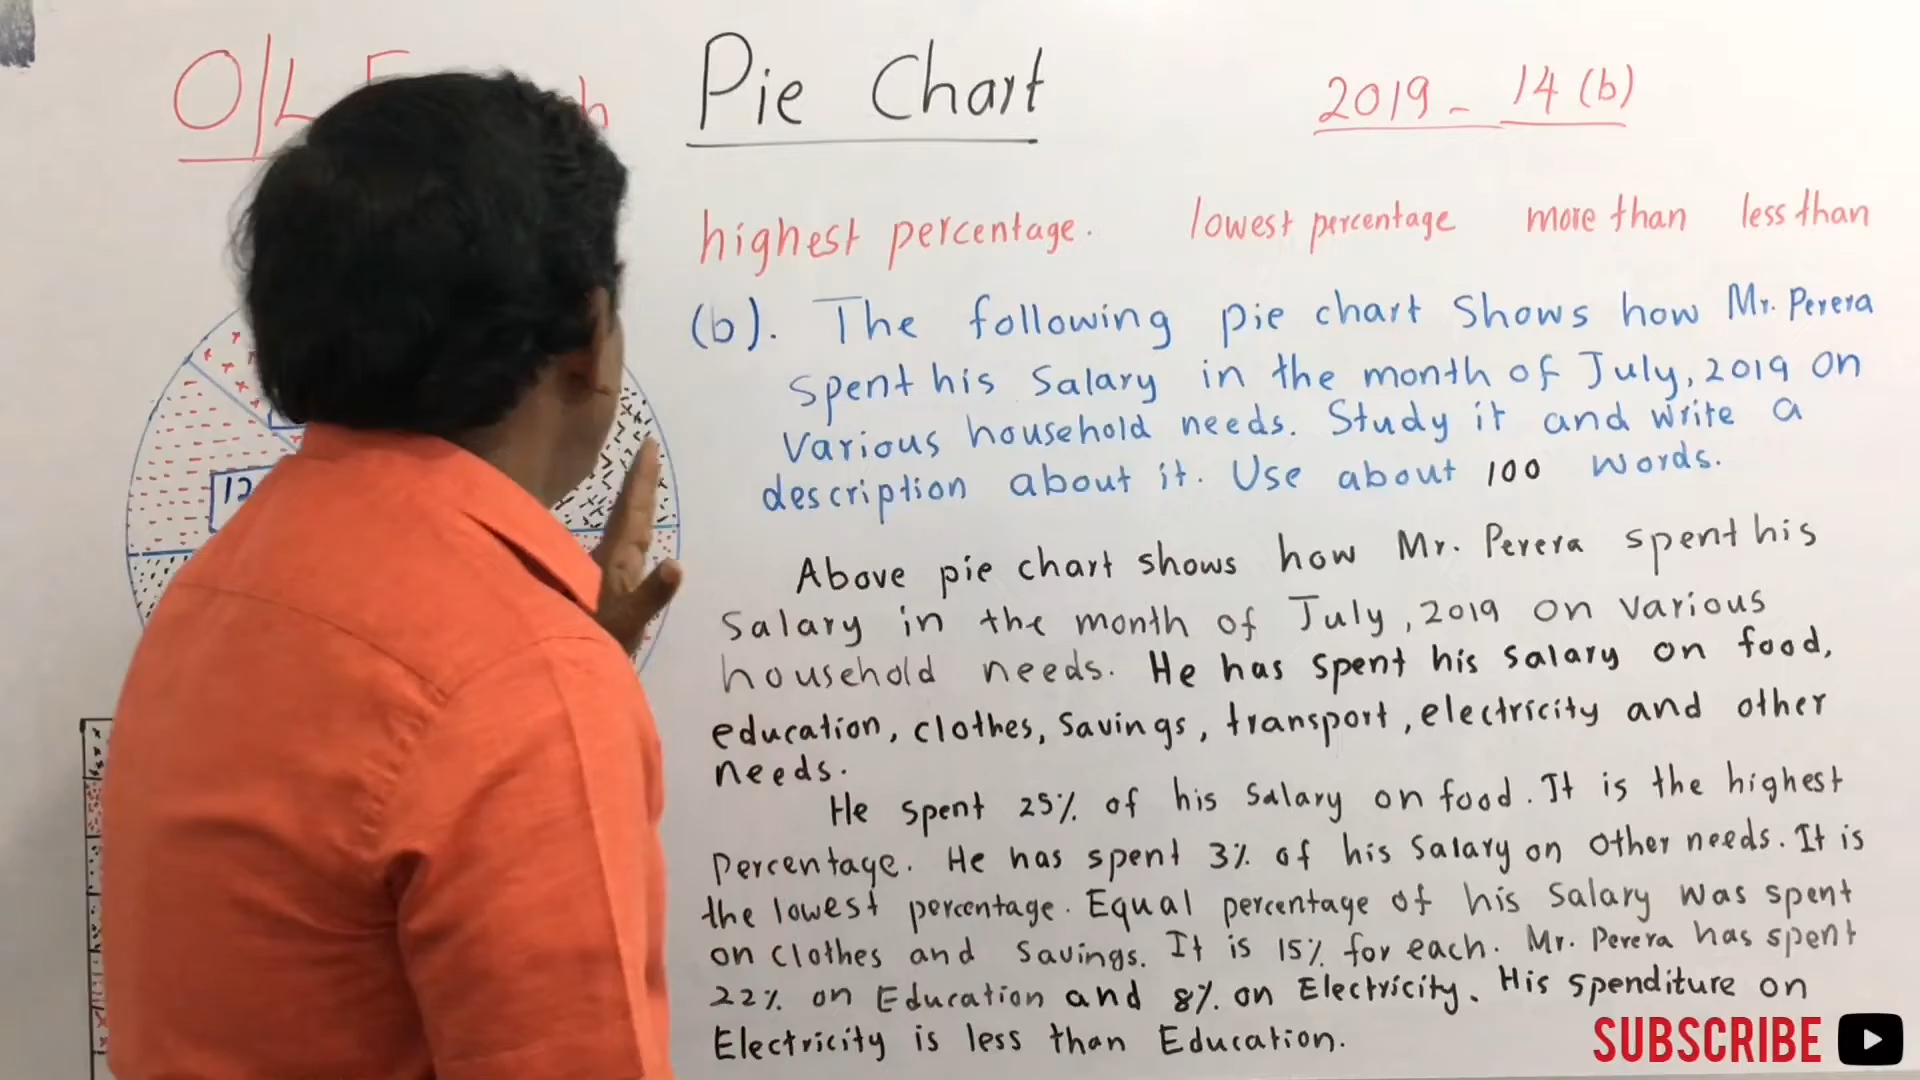 O/L
Pie Chart
2019 - 14 (b)
highest percentage. lowest percentage more than less than
(b). The following pie chart shows how Mr. Perera
spent his salary in the month of July, 2019 on
various household needs. Study it and write a
description about it. Use about 100 words.
12
Above pie chart shows how Mr. Perera spent his
salary in the month of July, 2019 on various
household needs. He has spent his salary on food,
education, clothes, savings, transport, electricity and other
needs.
He spent 25% of his salary on food. It is the highest
percentage. He has spent 3% of his salary on other needs. It is
the lowest percentage. Equal percentage of his salary was spent
on clothes and savings. It is 15% for each. Mr. Perera has spent
22% on Education and 8% on Electricity. His spenditure on
Electricity is less than Education.
SUBSCRIBE